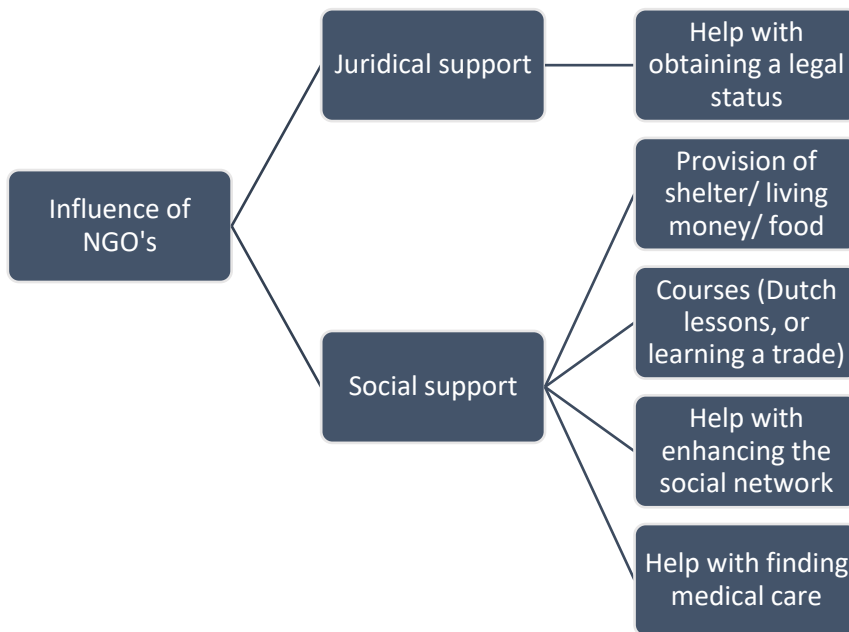 Influence of
NGO's
Juridical support
Help with
obtaining a legal
status
Social support
Provision of
shelter/ living
money/ food
Courses (Dutch
lessons, or
learning a trade)
Help with
enhancing the
social network
Help with finding
medical care